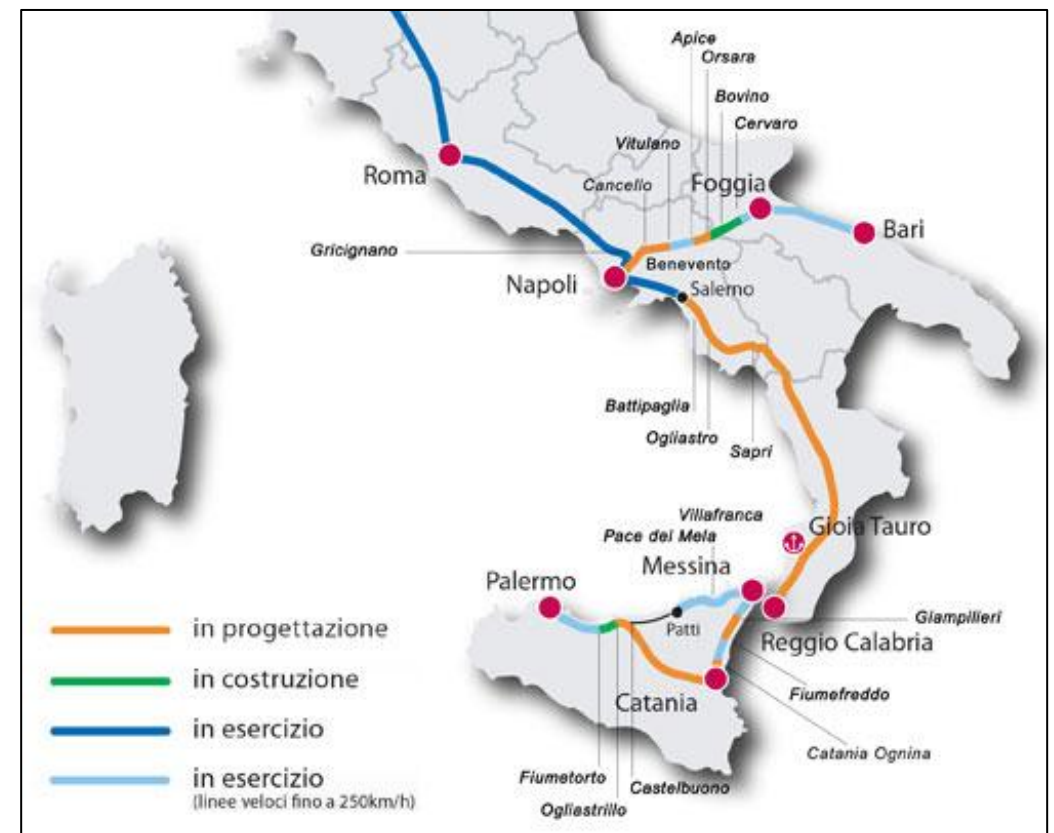 Apice
Orsara
Bovino
Cervaro
Vitulano
Roma
Cancello
Foggia
Bari
Gricignano
Benevento
Napoli
Salerno
Battipaglia
Ogliastro
Sapri
Villafranca
Gioia Tauro
Pace del Mela
Messina
Palermo
Giampilieri
in progettazione
Patti
Reggio Calabria
in costruzione
Catania
Fiumefreddo
in esercizio
Catania Ognina
in esercizio
(linee veloci fino a 250km/h)
Fiumetorto
Castelbuono
Ogliastrillo